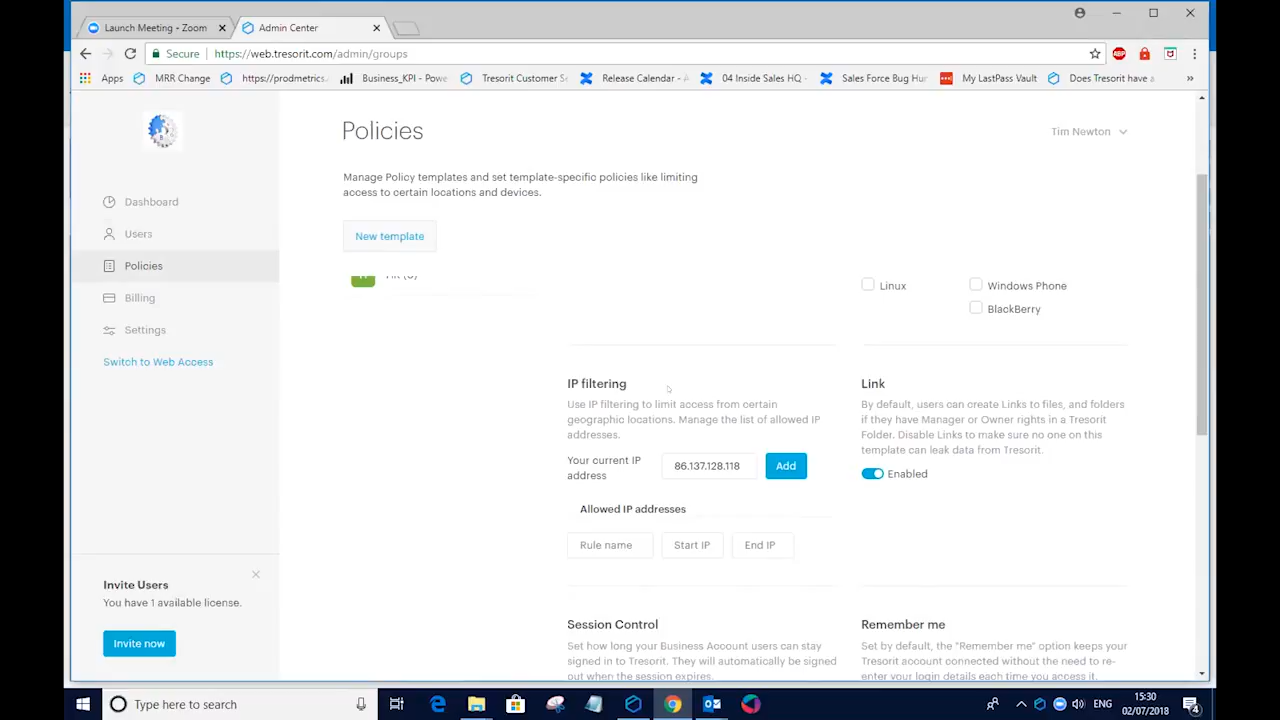 Launch Meeting - Zoom
Admin Center
Secure
https://web.tresorit.com/admin/groups
Apps
MRR Change
https://prodmetrics.
Business_KPI - Powe
Tresorit Customer Se
Release Calendar - A
04 Inside Sales HQ -
Sales Force Bug Hun
My LastPass Vault
Does Tresorit have a
Policies
Tim Newton
Manage Policy templates and set template-specific policies like limiting
access to certain locations and devices.
New template
Dashboard
Users
Policies
Billing
Settings
Switch to Web Access
Linux
Windows Phone
BlackBerry
IP filtering
Use IP filtering to limit access from certain
geographic locations. Manage the list of allowed IP
addresses.
Your current IP
address
86.137.128.118
Add
Allowed IP addresses
Rule name
Start IP
End IP
Link
By default, users can create Links to files, and folders
if they have Manager or Owner rights in a Tresorit
Folder. Disable Links to make sure no one on this
template can leak data from Tresorit.
Enabled
Session Control
Set how long your Business Account users can stay
signed in to Tresorit. They will automatically be signed
out when the session expires.
Remember me
Set by default, the "Remember me" option keeps your
Tresorit account connected without the need to re-
enter your login details each time you access it.
Invite Users
You have 1 available license.
Invite now
Type here to search
ENG
15:30
02/07/2018